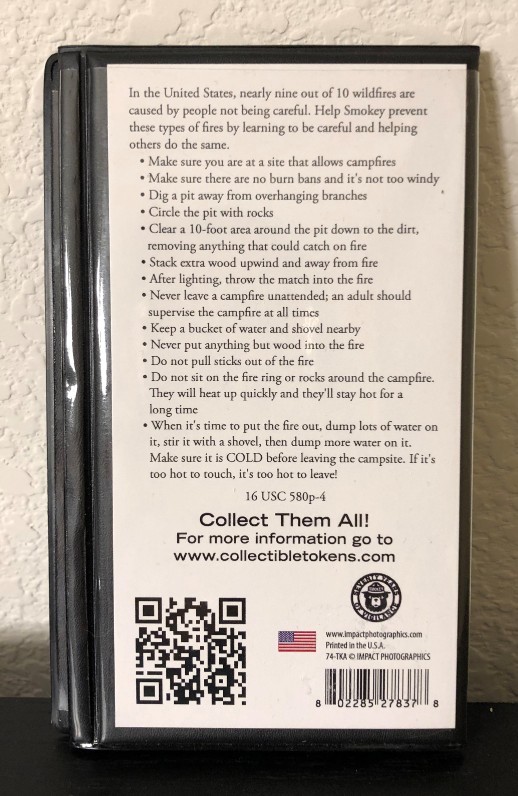 In the United States, nearly nine out of 10 wildfires are
caused by people not being careful. Help Smokey prevent
these types of fires by learning to be careful and helping
others do the same.
• Make sure you are at a site that allows campfires
• Make sure there are no burn bans and it's not too windy
• Dig a pit away from overhanging branches
• Circle the pit with rocks
• Clear a 10-foot area around the pit down to the dirt,
removing anything that could catch on fire
• Stack extra wood upwind and away from fire
• After lighting, throw the match into the fire
• Never leave a campfire unattended; an adult should
supervise the campfire at all times
• Keep a bucket of water and shovel nearby
• Never put anything but wood into the fire
• Do not pull sticks out of the fire
• Do not sit on the fire ring or rocks around the campfire.
They will heat up quickly and they'll stay hot for a
long time
• When it's time to put the fire out, dump lots of water on
it, stir it with a shovel, then dump more water on it.
Make sure it is COLD before leaving the campsite. If it's
too hot to touch, it's too hot to leave!
16 USC 580p-4
Collect Them All!
For more information go to
www.collectibletokens.com
SEVENTY YEARS
OF VIGILANCE
www.impactphotographics.com
Printed in the U.S.A.
74-TKA © IMPACT PHOTOGRAPHICS
8 02285 27837 8